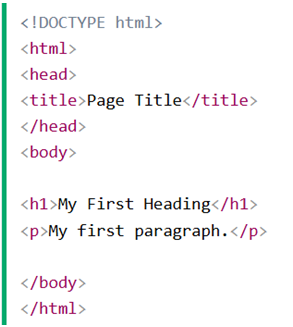 <!DOCTYPE html>
<html>
<head>
<title>Page Title</title>
</head>
<body>

<h1>My First Heading</h1>
<p>My first paragraph.</p>

</body>
</html>